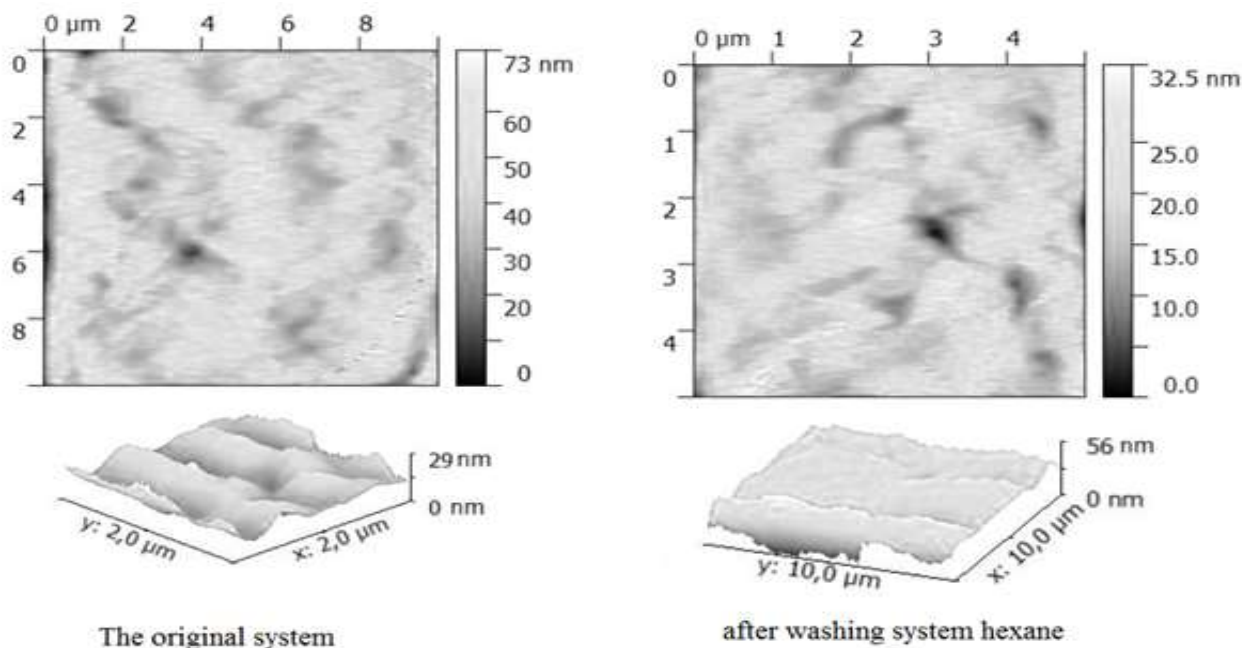 0 µm 2 4 6 8
0
2
4
6
8
73 nm
60
50
40
30
20
0
29 nm
0 nm
y: 2,0 µm
x: 2,0 µm
The original system
0 µm 1 2 3 4
0
1
2
3
4
32.5 nm
25.0
20.0
15.0
10.0
0.0
56 nm
0 nm
y: 10,0 µm
x: 10,0 µm
after washing system hexane